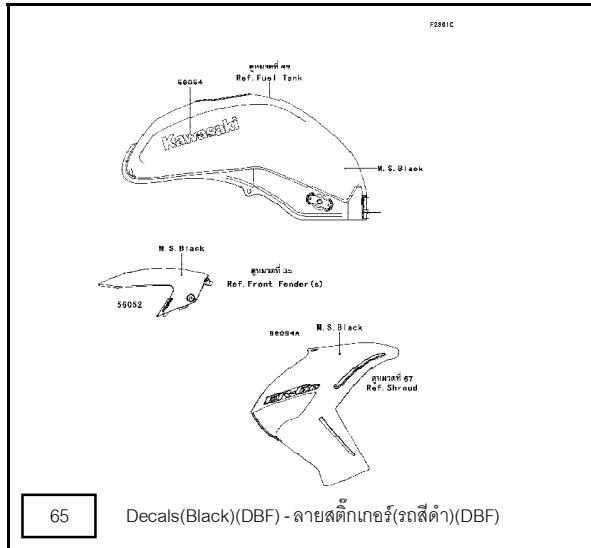 F2861C
ดูหมวดที่ 49
Ref.Fuel Tank
56054
Kawasaki
M.S.Black
M.S.Black
ดูหมวดที่ 35
Ref.Front Fender(s)
56052
56054A
M.S.Black
ดูหมวดที่ 67
Ref.Shroud
ER-6n
65
Decals(Black)(DBF) - ลายสติ๊กเกอร์(รถสีดำ)(DBF)